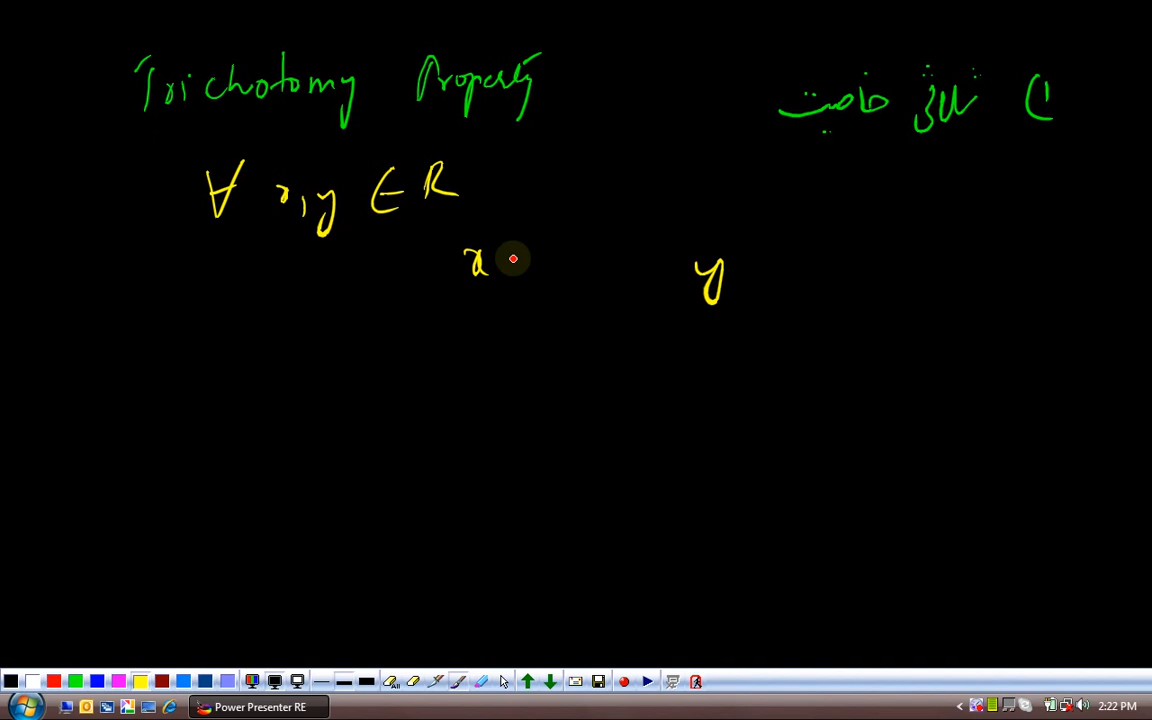 Trichotomy Property
1) ثلاثی خاصیت
∀ x, y ∈ R
x y
Power Presenter RE
2:22 PM